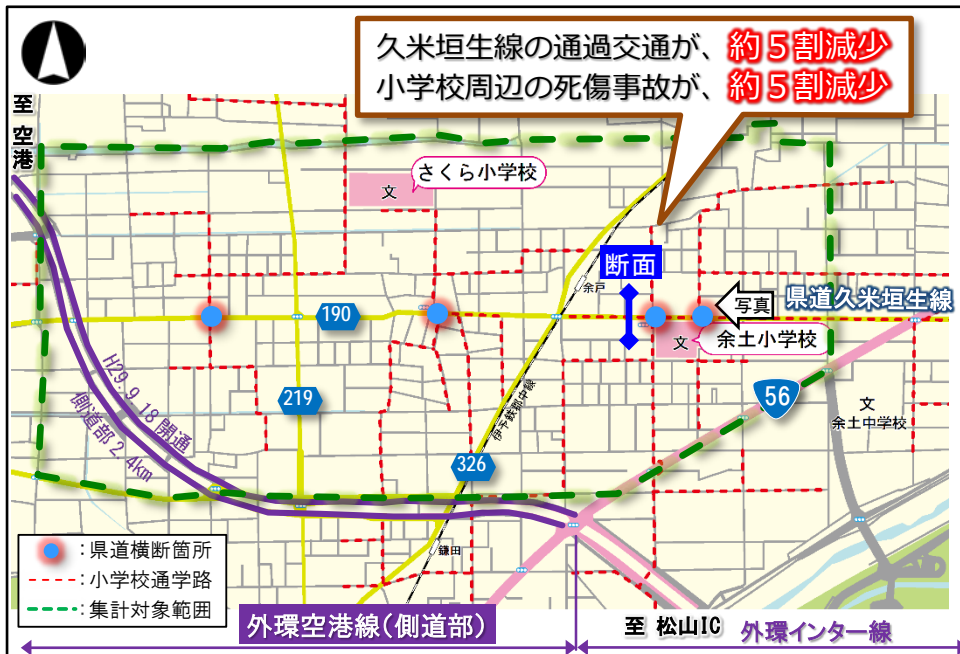 久米垣生線の通過交通が、約５割減少
小学校周辺の死傷事故が、約５割減少
至 空港
さくら小学校
文
断面
余戸
写真
県道久米垣生線
190
文
余土小学校
219
伊予鉄郡中線
56
文
余土中学校
H29.9.18開通
側道部2.4km
326
鎌田
：県道横断箇所
：小学校通学路
：集計対象範囲
外環空港線（側道部）
至 松山IC
外環インター線